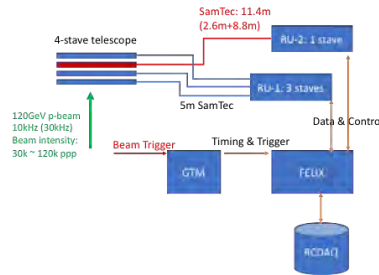 SamTec: 11.4m
(2.6m+8.8m)
4-stave telescope
RU-2: 1 stave
RU-1: 3 staves
5m SamTec
Data & Control
120GeV p-beam
10kHz (30kHz)
Beam intensity:
30k ~ 120k ppp
Beam Trigger
Timing & Trigger
GTM
FELIX
RCDAQ